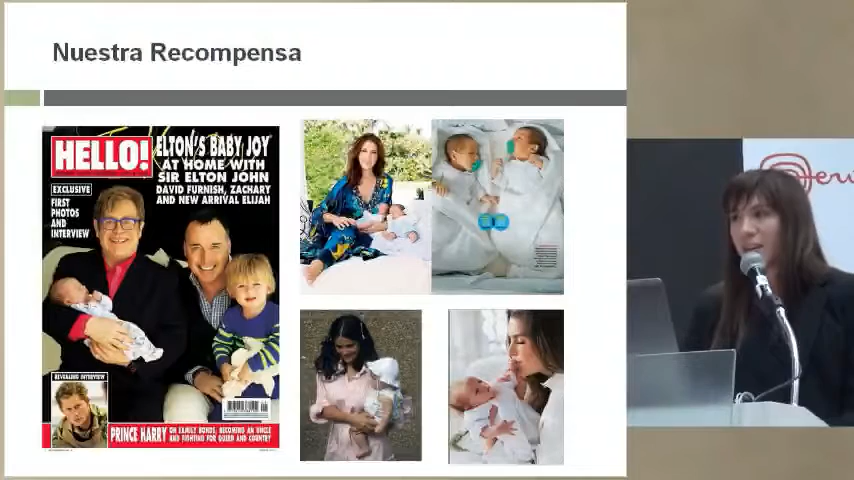 Nuestra Recompensa
HELLO!
ELTON'S BABY JOY
AT HOME WITH
SIR ELTON JOHN
DAVID FURNISH, ZACHARY
AND NEW ARRIVAL ELIJAH
EXCLUSIVE
FIRST
PHOTOS
AND
INTERVIEW
REVEALING INTERVIEW
PRINCE HARRY
ON FAMILY BONDS, BECOMING AN UNCLE
AND FIGHTING FOR QUEEN AND COUNTRY
Peru